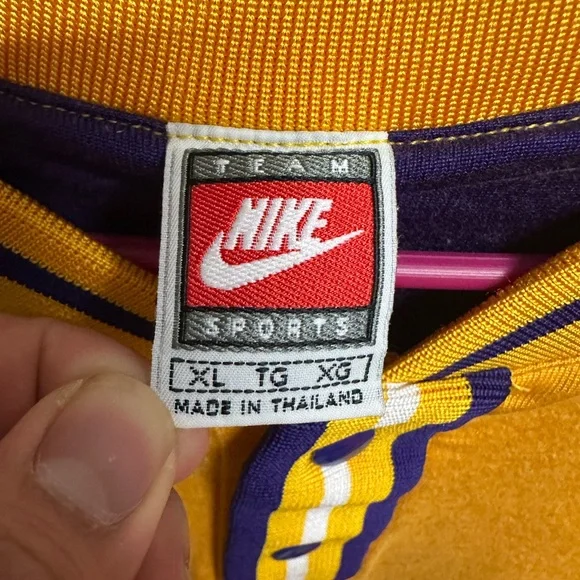 TEAM
NIKE
SPORTS
XL TG XG
MADE IN THAILAND